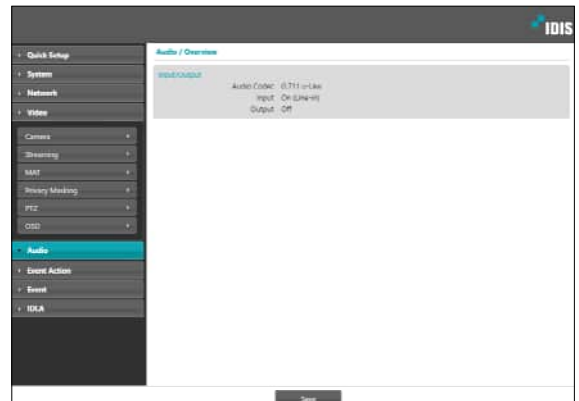 IDIS
Quick Setup
System
Network
Video
Camera
Streaming
MAT
Privacy Masking
PTZ
OSD
Audio
Event Action
Event
IDLA
Audio / Overview
Input/Output
Audio Codec G.711 u-Law
Input On (Line-in)
Output Off
Save